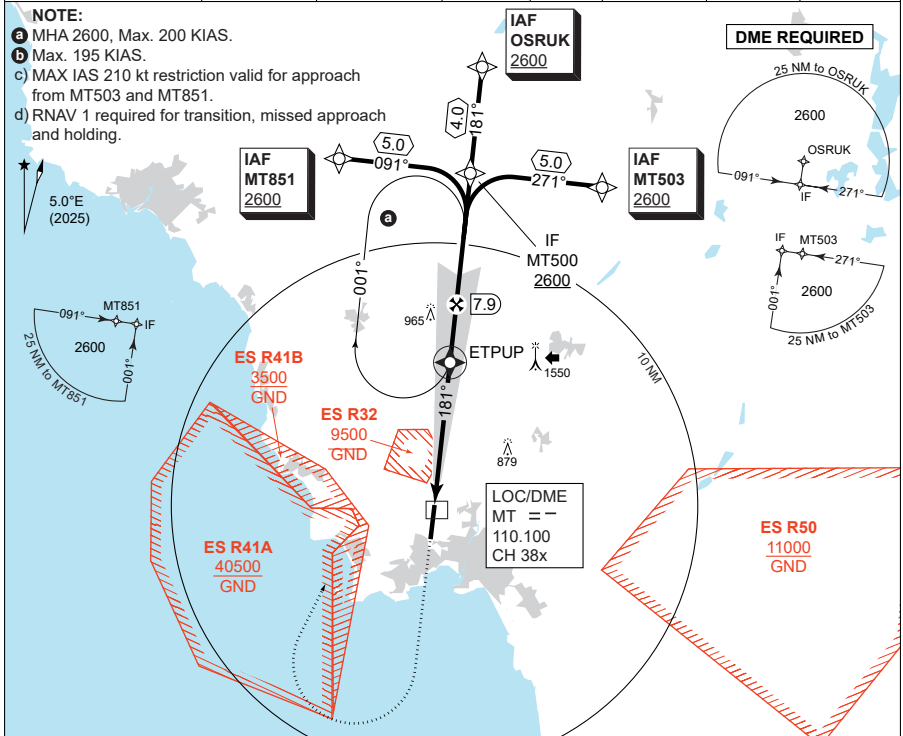 NOTE:
a MHA 2600, Max. 200 KIAS.
b Max. 195 KIAS.
c) MAX IAS 210 kt restriction valid for approach
from MT503 and MT851.
d) RNAV 1 required for transition, missed approach
and holding.
5.0°E
(2025)
IAF
OSRUK
2600
DME REQUIRED
25 NM to OSRUK
2600
OSRUK
091°
271°
IF
4.0
181°
IAF
MT851
2600
5.0
091°
5.0
271°
IAF
MT503
2600
a
IF
MT500
2600
IF
MT503
271°
001°
2600
25 NM to MT503
001°
7.9
965
ETPUP
1550
10 NM
MT851
091°
IF
2600
001°
25 NM to MT851
181°
ES R41B
3500
GND
ES R32
9500
GND
879
LOC/DME
MT
110.100
CH 38x
ES R41A
40500
GND
ES R50
11000
GND